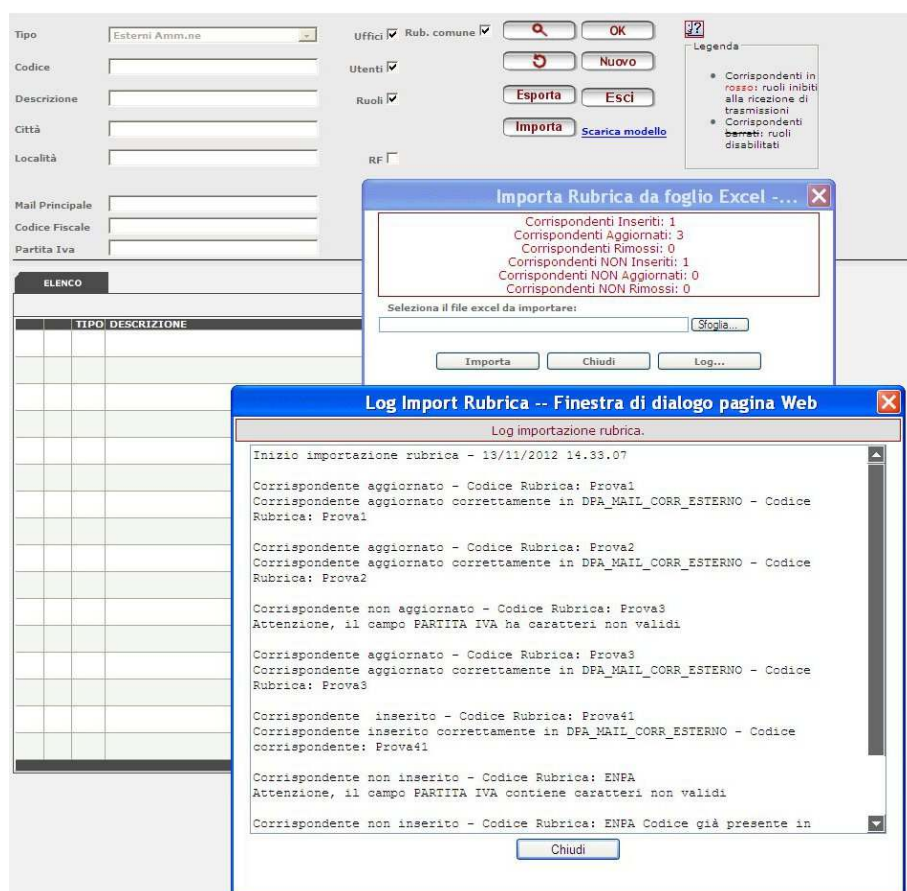 Tipo
Esterni Amm.ne
Uffici
Rub. comune
OK
Codice
Utenti
Nuovo
Descrizione
Ruoli
Esporta
Esci
Città
Importa
Scarica modello
Località
RF
Legenda
Corrispondenti in
rosso: ruoli inibiti
alla ricezione di
trasmissioni
Corrispondenti
barrati: ruoli
disabilitati
Mail Principale
Codice Fiscale
Partita Iva
ELENCO
TIPO DESCRIZIONE
Importa Rubrica da foglio Excel -...
Corrispondenti Inseriti: 1
Corrispondenti Aggiornati: 3
Corrispondenti Rimossi: 0
Corrispondenti NON Inseriti: 1
Corrispondenti NON Aggiornati: 0
Corrispondenti NON Rimossi: 0
Seleziona il file excel da importare:
Sfoglia...
Importa
Chiudi
Log...
Log Import Rubrica -- Finestra di dialogo pagina Web
Log importazione rubrica.
Inizio importazione rubrica - 13/11/2012 14.33.07
Corrispondente aggiornato - Codice Rubrica: Prova1
Corrispondente aggiornato correttamente in DPA_MAIL_CORR_ESTERNO - Codice
Rubrica: Prova1
Corrispondente aggiornato - Codice Rubrica: Prova2
Corrispondente aggiornato correttamente in DPA_MAIL_CORR_ESTERNO - Codice
Rubrica: Prova2
Corrispondente non aggiornato - Codice Rubrica: Prova3
Attenzione, il campo PARTITA IVA ha caratteri non validi
Corrispondente aggiornato - Codice Rubrica: Prova3
Corrispondente aggiornato correttamente in DPA_MAIL_CORR_ESTERNO - Codice
Rubrica: Prova3
Corrispondente  inserito - Codice Rubrica: Prova41
Corrispondente inserito correttamente in DPA_MAIL_CORR_ESTERNO - Codice
corrispondente: Prova41
Corrispondente non inserito - Codice Rubrica: ENPA
Attenzione, il campo PARTITA IVA contiene caratteri non validi
Corrispondente non inserito - Codice Rubrica: ENPA Codice già presente in
Chiudi